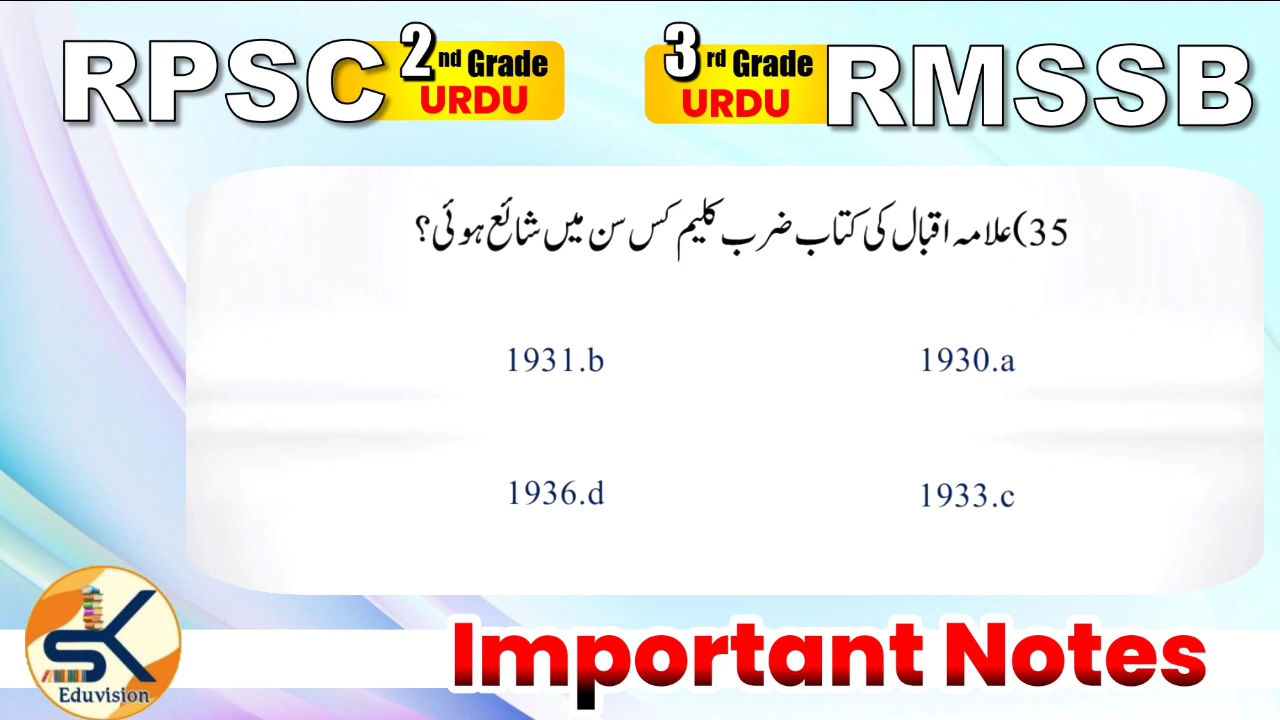 RPSC 2nd Grade URDU
3rd Grade URDU RMSSB
35)علامہ اقبال کی کتاب ضرب کلیم کس سن میں شائع ہوئی؟
1930.a
1931.b
1933.c
1936.d
SK
Eduvision
Important Notes